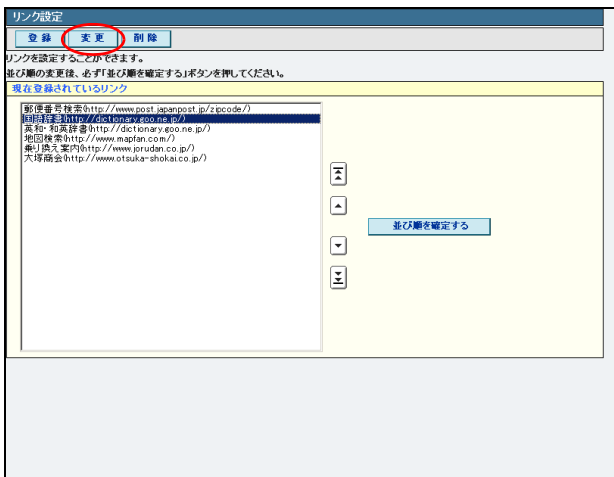 リンク設定
登録 変更 削除
リンクを設定することができます。
並び順の変更後、必ず「並び順を確定する」ボタンを押してください。
現在登録されているリンク
郵便番号検索(http://www.post.japanpost.jp/zipcode/)
国語辞書(http://dictionary.goo.ne.jp/)
英和・和英辞書(http://dictionary.goo.ne.jp/)
地図検索(http://www.mapfan.com/)
乗り換え案内(http://www.jorudan.co.jp/)
大塚商会(http://www.otsuka-shokai.co.jp/)
並び順を確定する